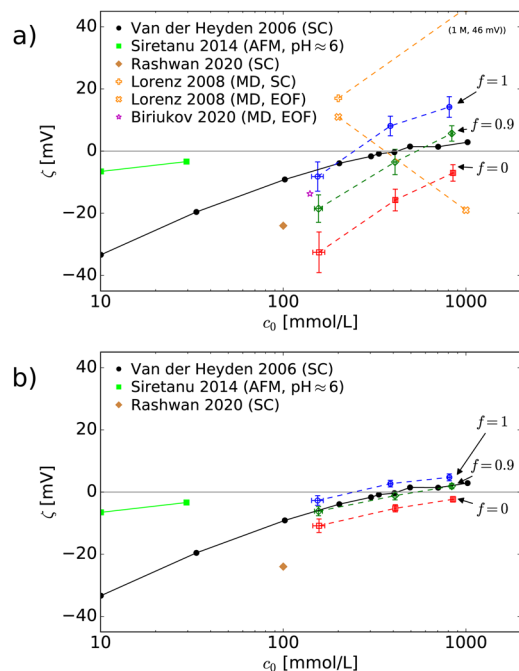 a)
40
20
0
−20
−40
ζ [mV]
Van der Heyden 2006 (SC)
Siretanu 2014 (AFM, pH≈6)
Rashwan 2020 (SC)
Lorenz 2008 (MD, SC)
Lorenz 2008 (MD, EOF)
Biriukov 2020 (MD, EOF)
(1 M, 46 mV))
f=1
f=0.9
f=0
10 100 1000
c₀ [mmol/L]
b)
40
20
0
−20
−40
ζ [mV]
Van der Heyden 2006 (SC)
Siretanu 2014 (AFM, pH≈6)
Rashwan 2020 (SC)
f=1
f=0.9
f=0
10 100 1000
c₀ [mmol/L]